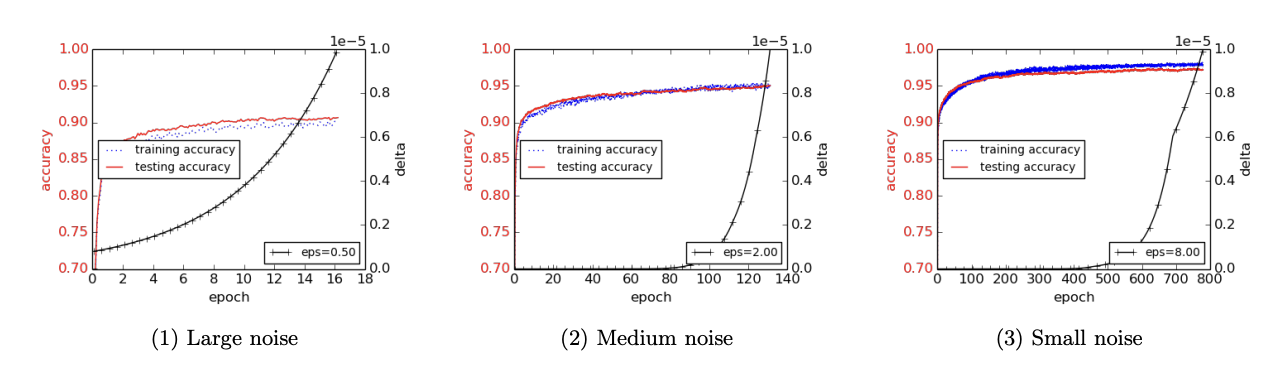 1e−5
1e−5
1e−5
1.00
0.95
0.90
0.85
0.80
0.75
0.70
accuracy
training accuracy
testing accuracy
eps=0.50
1.0
0.8
0.6
0.4
0.2
0.0
delta
0 2 4 6 8 10 12 14 16 18
epoch
(1) Large noise
1.00
0.95
0.90
0.85
0.80
0.75
0.70
accuracy
training accuracy
testing accuracy
eps=2.00
1.0
0.8
0.6
0.4
0.2
0.0
delta
0 20 40 60 80 100 120 140
epoch
(2) Medium noise
1.00
0.95
0.90
0.85
0.80
0.75
0.70
accuracy
training accuracy
testing accuracy
eps=8.00
1.0
0.8
0.6
0.4
0.2
0.0
delta
0 100 200 300 400 500 600 700 800
epoch
(3) Small noise